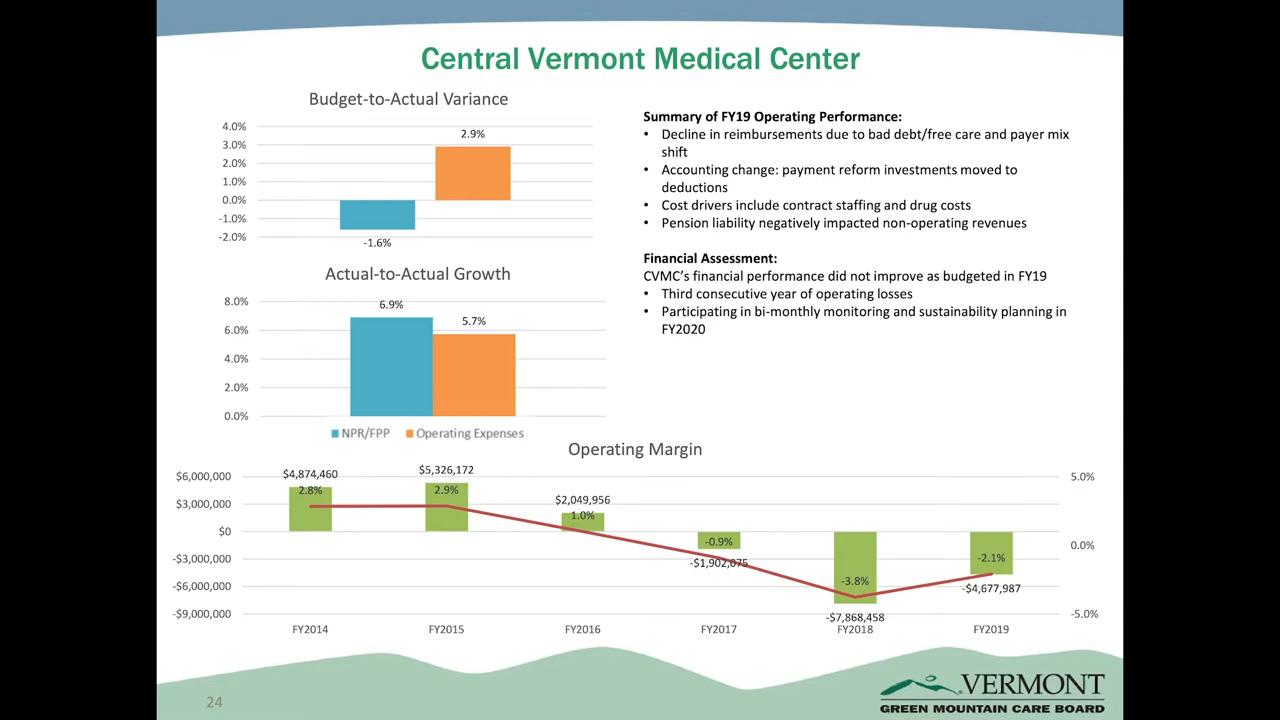 Central Vermont Medical Center
Budget-to-Actual Variance
4.0%
3.0%
2.0%
1.0%
0.0%
-1.0%
-2.0%
2.9%
-1.6%
Actual-to-Actual Growth
8.0%
6.0%
4.0%
2.0%
0.0%
6.9%
5.7%
NPR/FPP Operating Expenses
Summary of FY19 Operating Performance:
• Decline in reimbursements due to bad debt/free care and payer mix
shift
• Accounting change: payment reform investments moved to
deductions
• Cost drivers include contract staffing and drug costs
• Pension liability negatively impacted non-operating revenues
Financial Assessment:
CVMC's financial performance did not improve as budgeted in FY19
• Third consecutive year of operating losses
• Participating in bi-monthly monitoring and sustainability planning in
FY2020
Operating Margin
$6,000,000
$3,000,000
$0
-$3,000,000
-$6,000,000
-$9,000,000
$4,874,460
2.8%
$5,326,172
2.9%
$2,049,956
1.0%
-0.9%
-$1,902,075
-3.8%
-$7,868,458
-2.1%
-$4,677,987
5.0%
0.0%
-5.0%
FY2014 FY2015 FY2016 FY2017 FY2018 FY2019
24
VERMONT
GREEN MOUNTAIN CARE BOARD